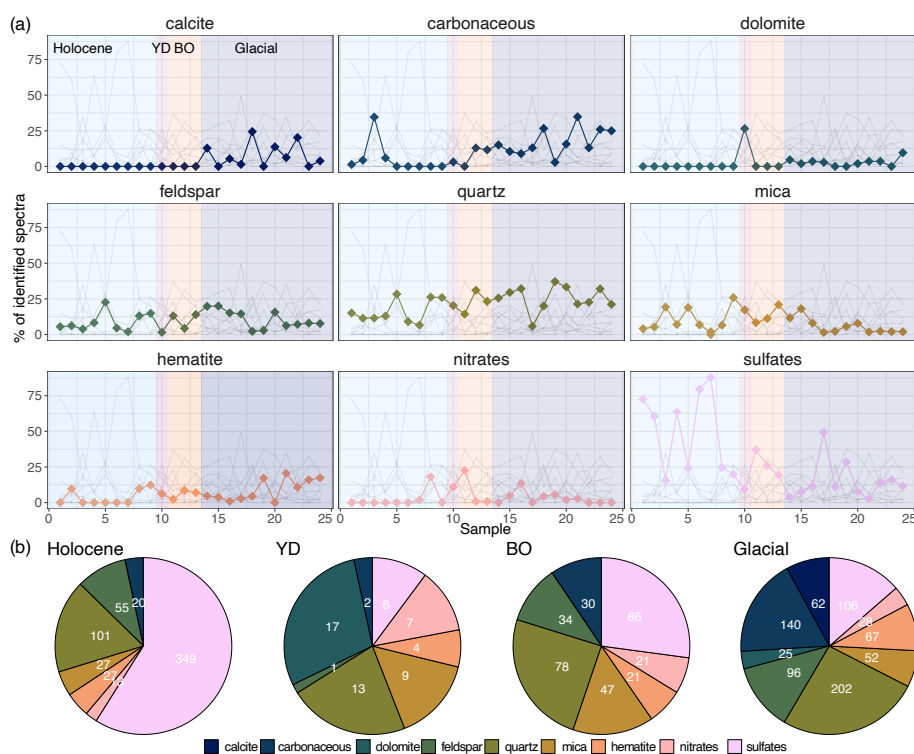 (a)
calcite carbonaceous dolomite
Holocene YD BO Glacial
75
50
25
0
feldspar quartz mica
% of identified spectra
75
50
25
0
hematite nitrates sulfates
75
50
25
0
0 5 10 15 20 25 0 5 10 15 20 25 0 5 10 15 20 25
Sample
(b) Holocene YD BO Glacial
20 55 101 27 27 349
2 17 1 13 9 4 7 6
30 34 78 47 21 21 86
62 140 25 96 202 52 67 28 106
calcite carbonaceous dolomite feldspar quartz mica hematite nitrates sulfates